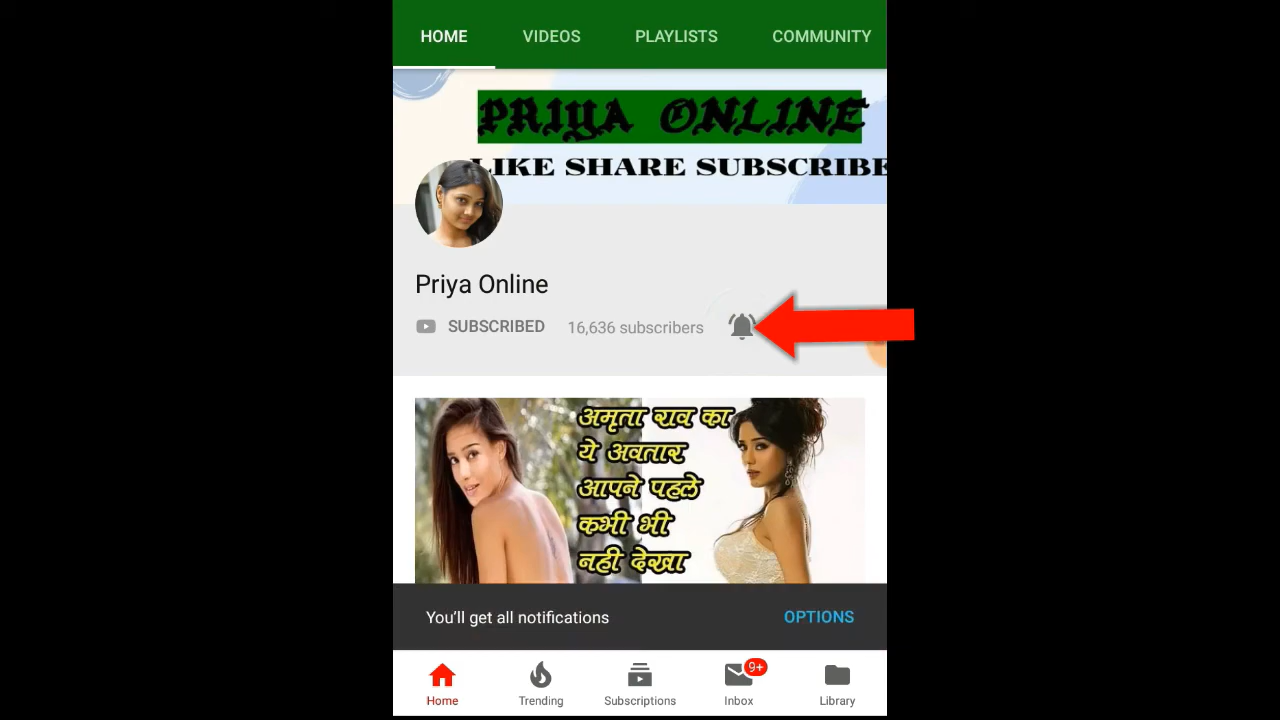 HOME VIDEOS PLAYLISTS COMMUNITY
PRIYA ONLINE
LIKE SHARE SUBSCRIBE
Priya Online
SUBSCRIBED 16,636 subscribers
अमृता राव का
ये अवतार
आपने पहले
कभी भी
नही देखा
You'll get all notifications OPTIONS
9+
Home Trending Subscriptions Inbox Library